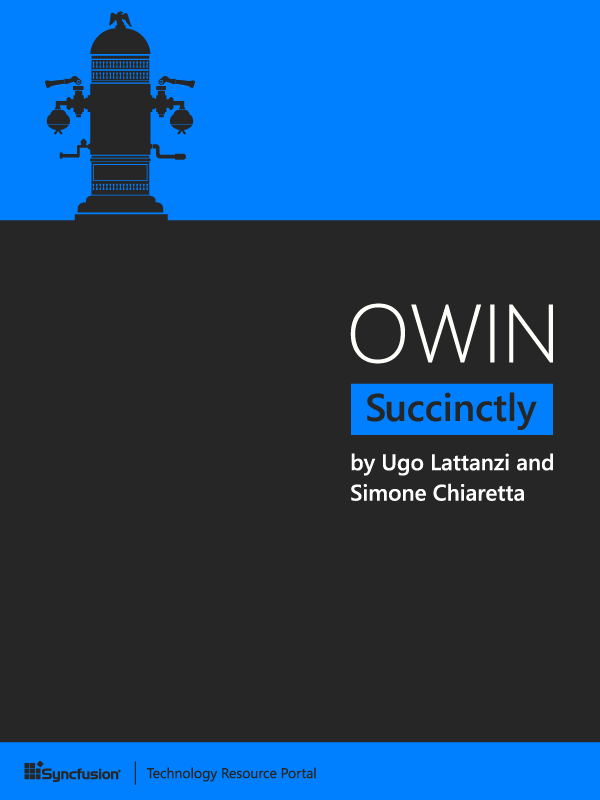 OWIN
Succinctly
by Ugo Lattanzi and
Simone Chiaretta
Syncfusion® | Technology Resource Portal